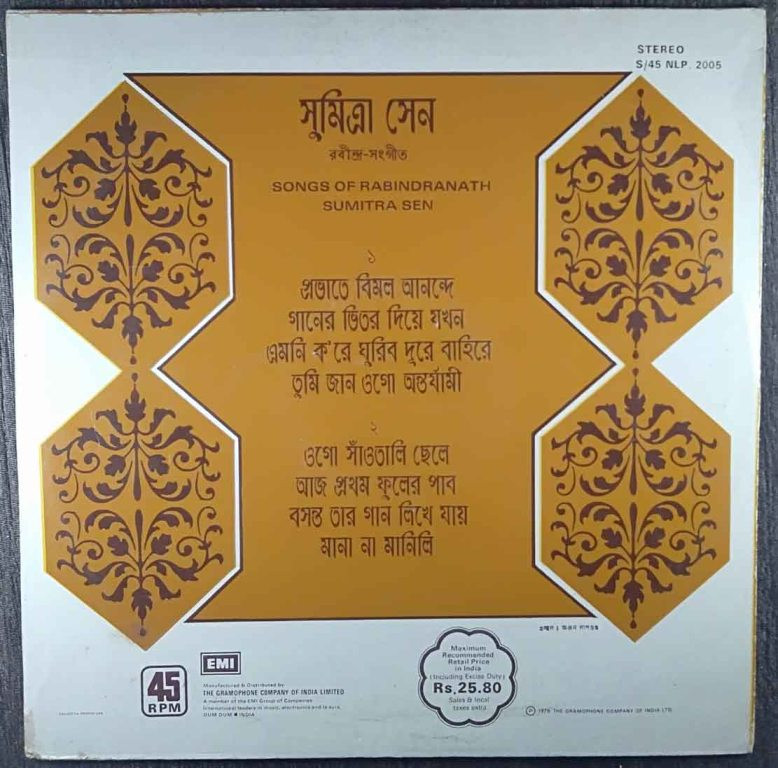 STEREO
S/45 NLP. 2005
সুমিত্রা সেন
রবীন্দ্র-সংগীত
SONGS OF RABINDRANATH
SUMITRA SEN
১
প্রভাতে বিমল আনন্দে
গানের ভিতর দিয়ে যখন
এমনি ক'রে ঘুরিব দূরে বাহিরে
তুমি জান ওগো অন্তর্যামী
২
ওগো সাঁওতালি ছেলে
আজ প্রথম ফুলের পাব
বসন্ত তার গান লিখে যায়
মানা না মানিলি
45
RPM
EMI
Manufactured & Distributed by
THE GRAMOPHONE COMPANY OF INDIA LIMITED
A member of the EMI Group of Companies
International leaders in music, electronics and leisure
DUM DUM ■ INDIA
Maximum
Recommended
Retail Price
in India
(Including Excise Duty)
Rs.25.80
Sales & local
taxes extra
THE GRAMOPHONE COMPANY OF INDIA LTD.